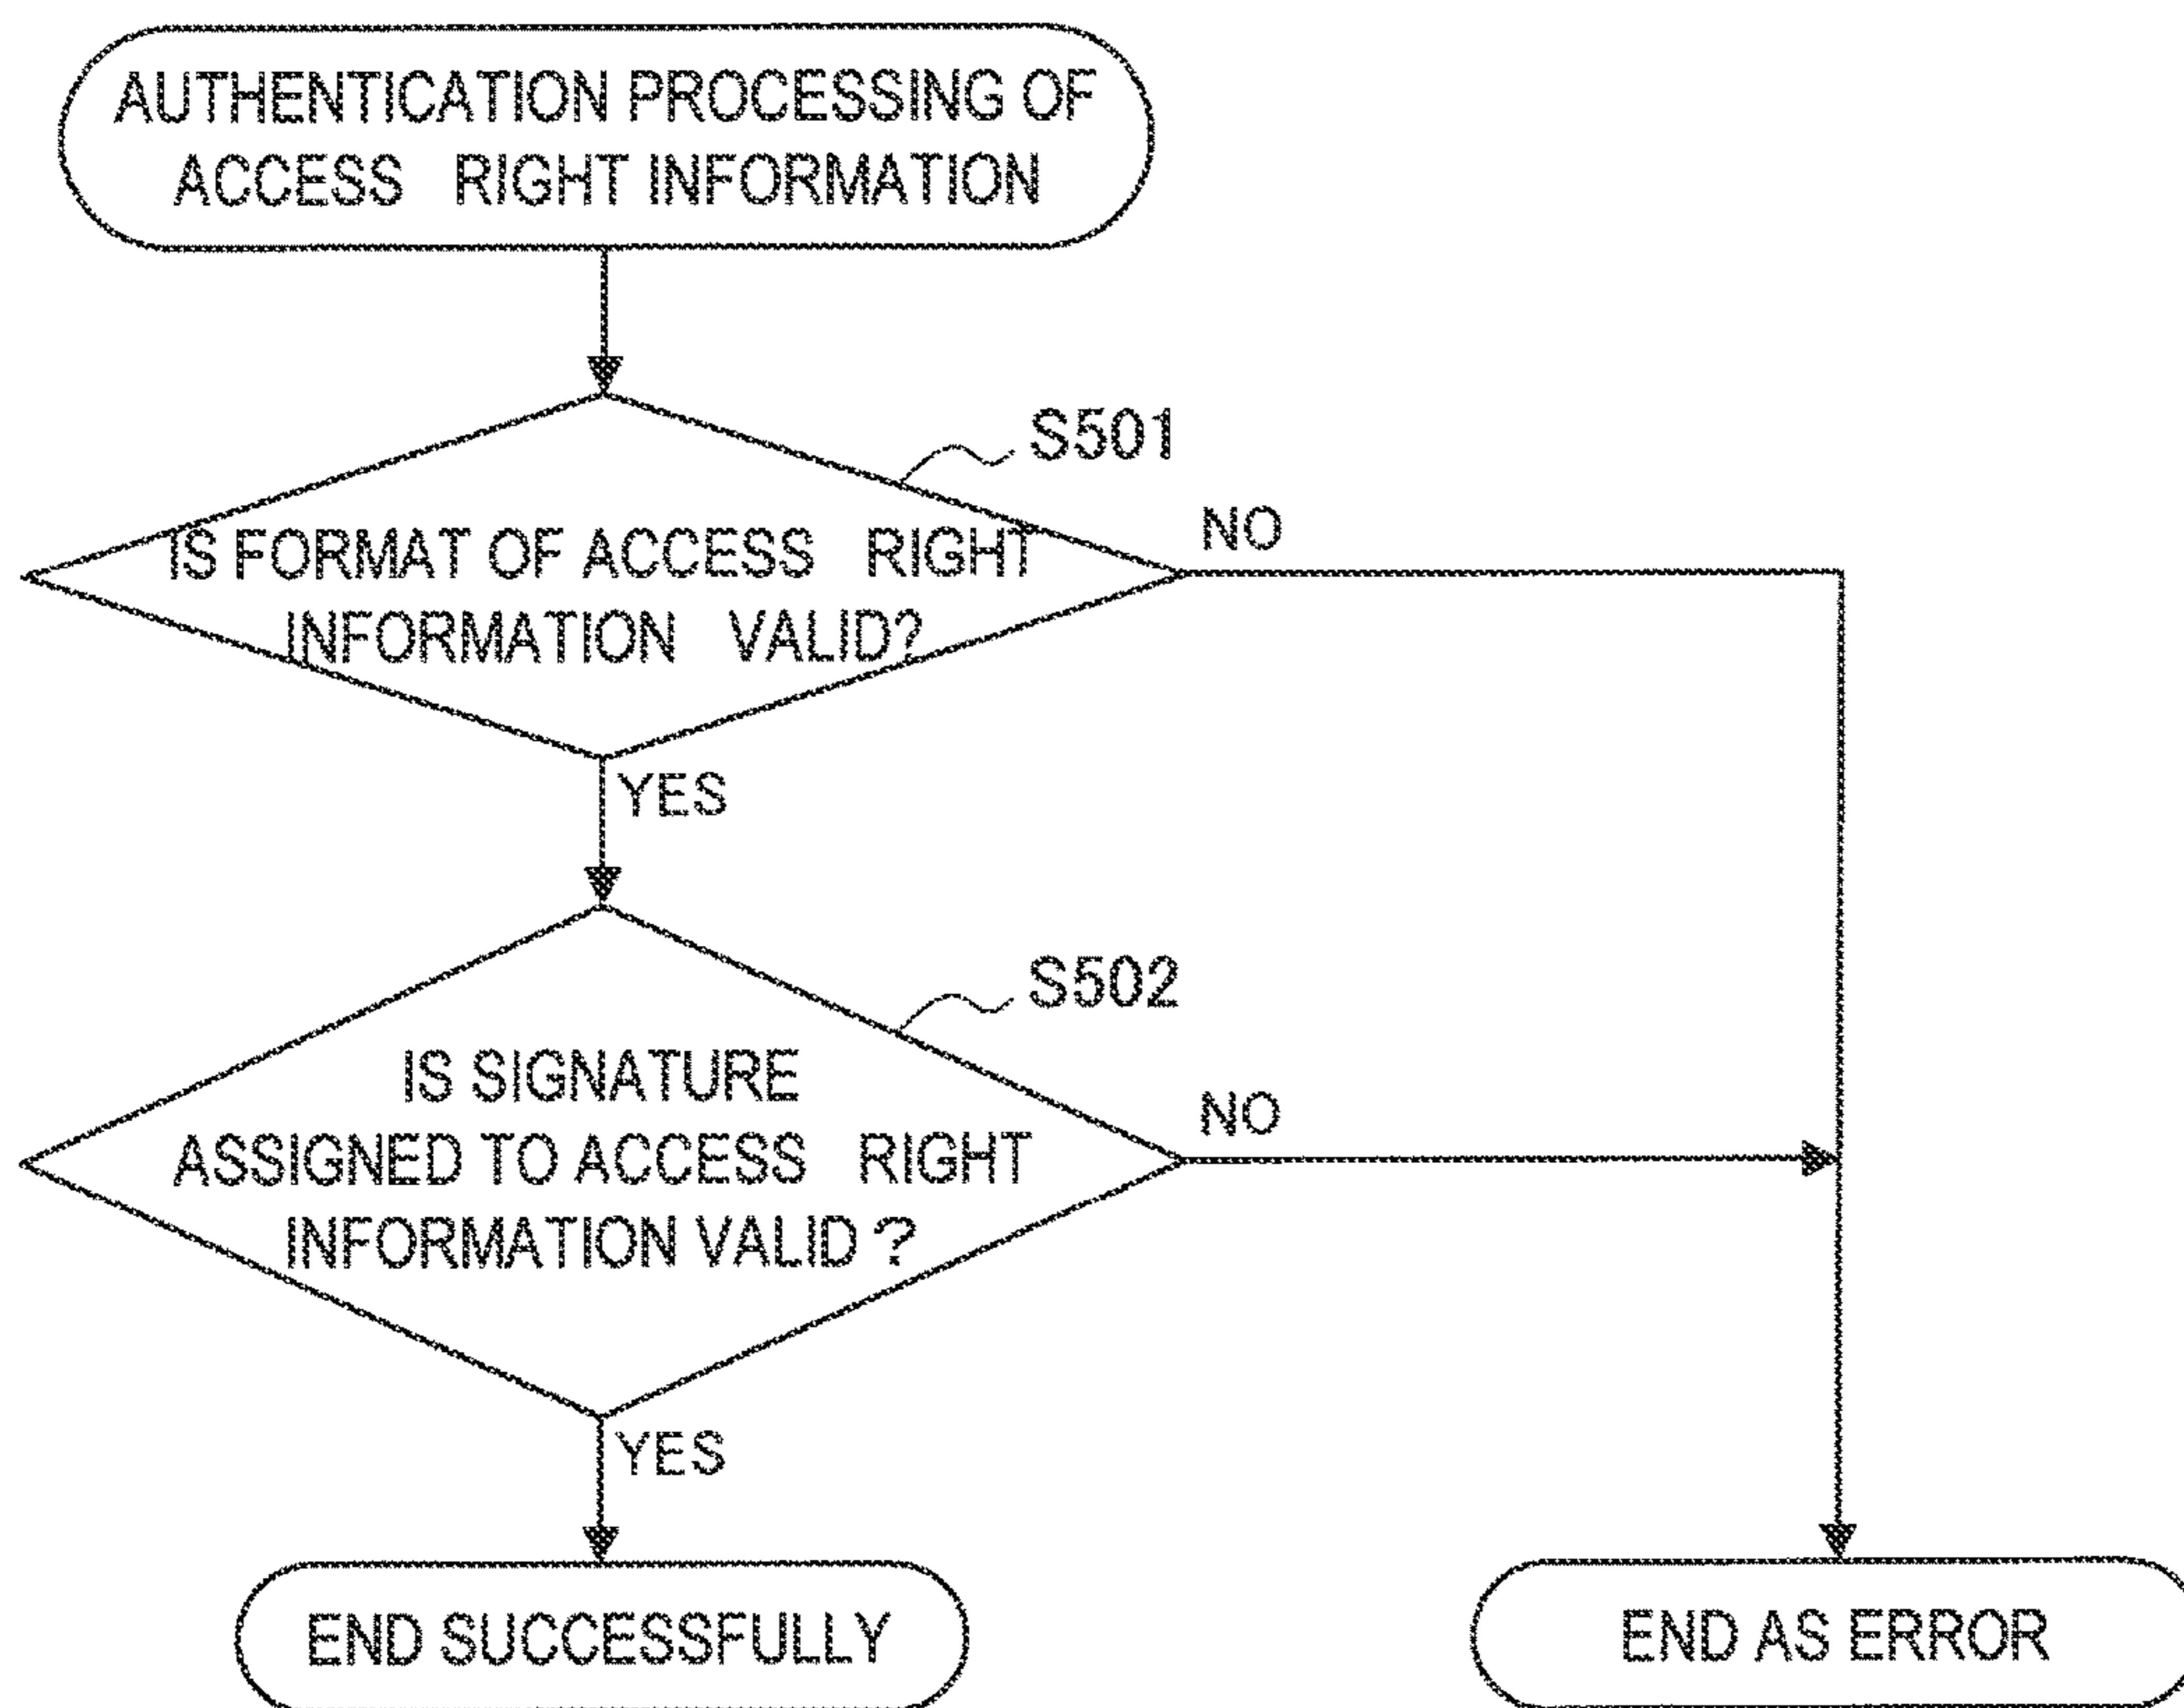 AUTHENTICATION PROCESSING OF
ACCESS RIGHT INFORMATION
S501
IS FORMAT OF ACCESS RIGHT
INFORMATION VALID?
NO
YES
S502
IS SIGNATURE
ASSIGNED TO ACCESS RIGHT
INFORMATION VALID ?
NO
YES
END SUCCESSFULLY
END AS ERROR